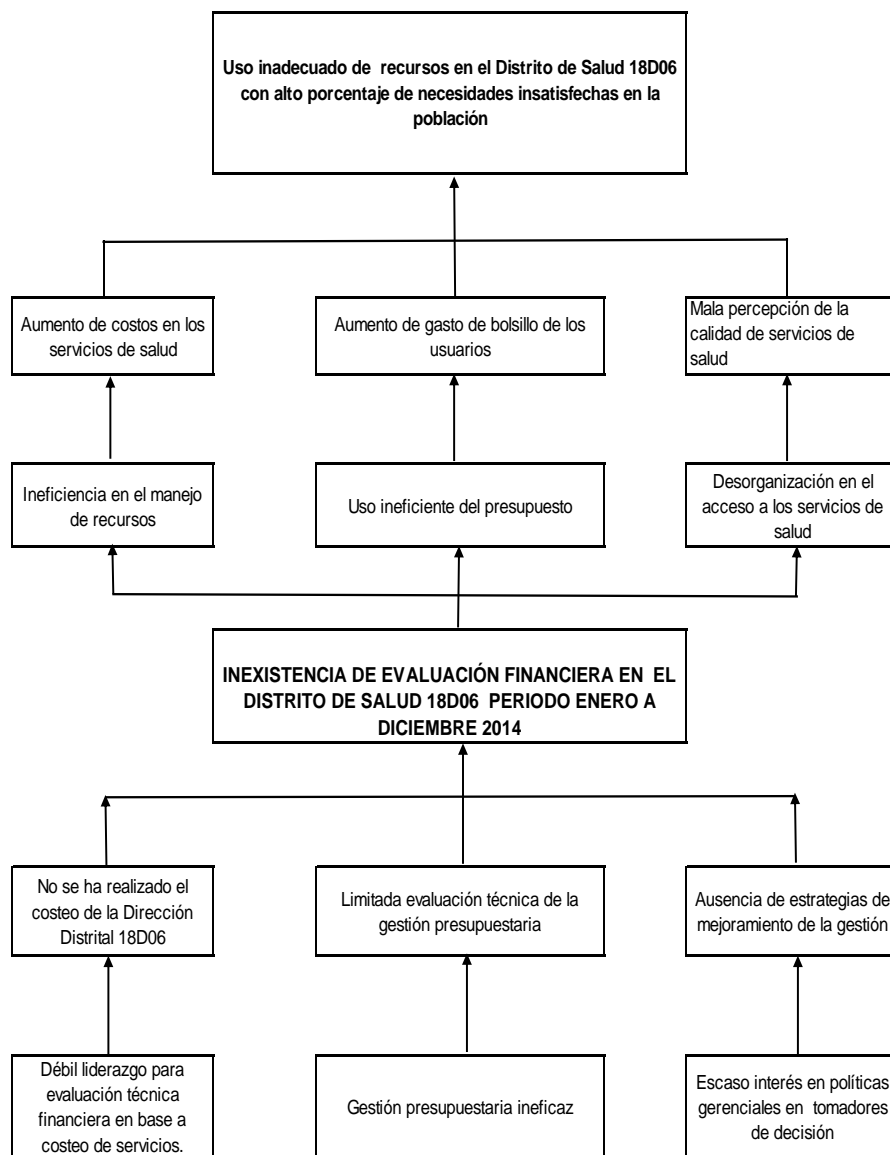 Uso inadecuado de recursos en el Distrito de Salud 18D06
con alto porcentaje de necesidades insatisfechas en la
población
Aumento de costos en los
servicios de salud
Aumento de gasto de bolsillo de los
usuarios
Mala percepción de la
calidad de servicios de
salud
Ineficiencia en el manejo
de recursos
Uso ineficiente del presupuesto
Desorganización en el
acceso a los servicios de
salud
INEXISTENCIA DE EVALUACIÓN FINANCIERA EN EL
DISTRITO DE SALUD 18D06 PERIODO ENERO A
DICIEMBRE 2014
No se ha realizado el
costeo de la Dirección
Distrital 18D06
Limitada evaluación técnica de la
gestión presupuestaria
Ausencia de estrategias de
mejoramiento de la gestión
Débil liderazgo para
evaluación técnica
financiera en base a
costeo de servicios.
Gestión presupuestaria ineficaz
Escaso interés en políticas
gerenciales en tomadores
de decisión